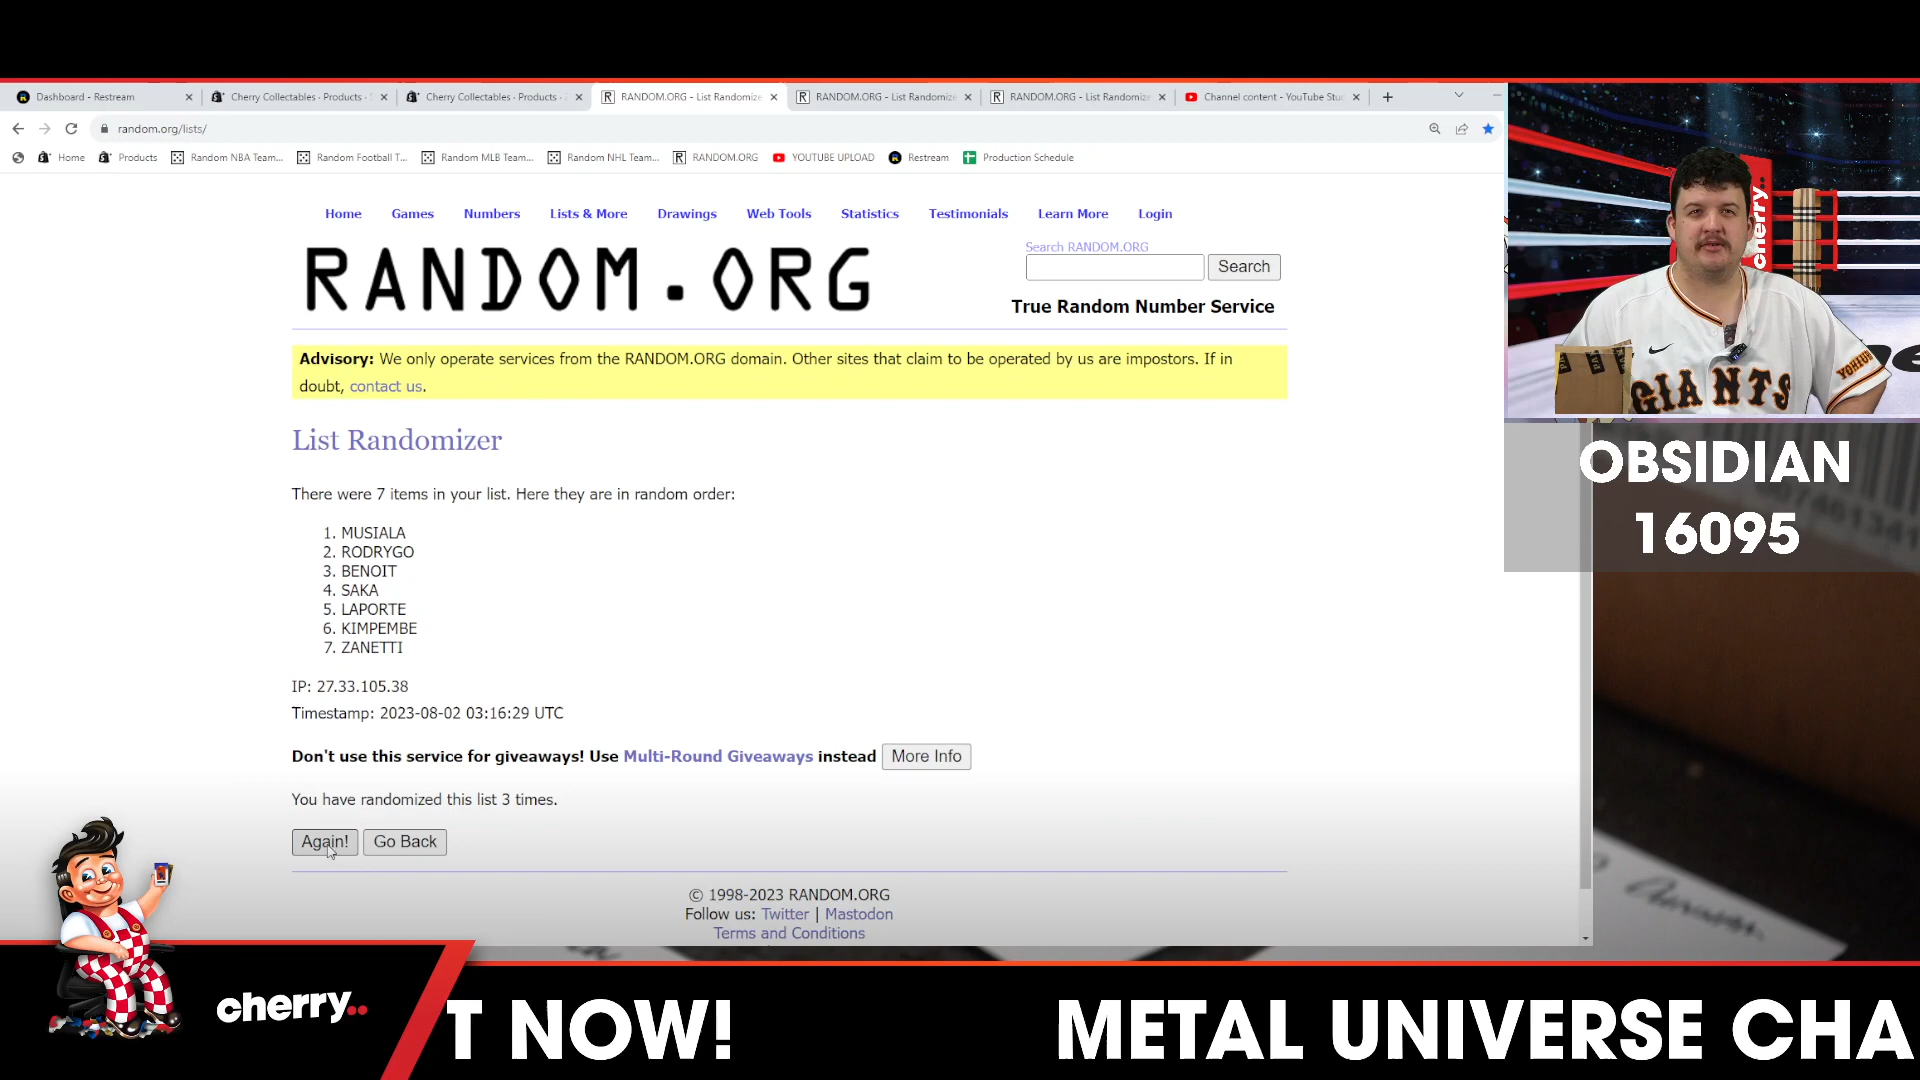 Dashboard - Restream
Cherry Collectables · Products ·
Cherry Collectables · Products ·
RANDOM.ORG - List Randomize
RANDOM.ORG - List Randomize
RANDOM.ORG - List Randomize
Channel content - YouTube Stu
random.org/lists/
Home
Products
Random NBA Team...
Random Football T...
Random MLB Team...
Random NHL Team...
RANDOM.ORG
YOUTUBE UPLOAD
Restream
Production Schedule
Home Games Numbers Lists & More Drawings Web Tools Statistics Testimonials Learn More Login
RANDOM.ORG
Search RANDOM.ORG
Search
True Random Number Service
Advisory: We only operate services from the RANDOM.ORG domain. Other sites that claim to be operated by us are impostors. If in
doubt, contact us.
List Randomizer
There were 7 items in your list. Here they are in random order:
1. MUSIALA
2. RODRYGO
3. BENOIT
4. SAKA
5. LAPORTE
6. KIMPEMBE
7. ZANETTI
IP: 27.33.105.38
Timestamp: 2023-08-02 03:16:29 UTC
Don't use this service for giveaways! Use Multi-Round Giveaways instead More Info
You have randomized this list 3 times.
Again! Go Back
© 1998-2023 RANDOM.ORG
Follow us: Twitter | Mastodon
Terms and Conditions
cherry..
GIANTS
OBSIDIAN
16095
cherry..
T NOW! METAL UNIVERSE CHA